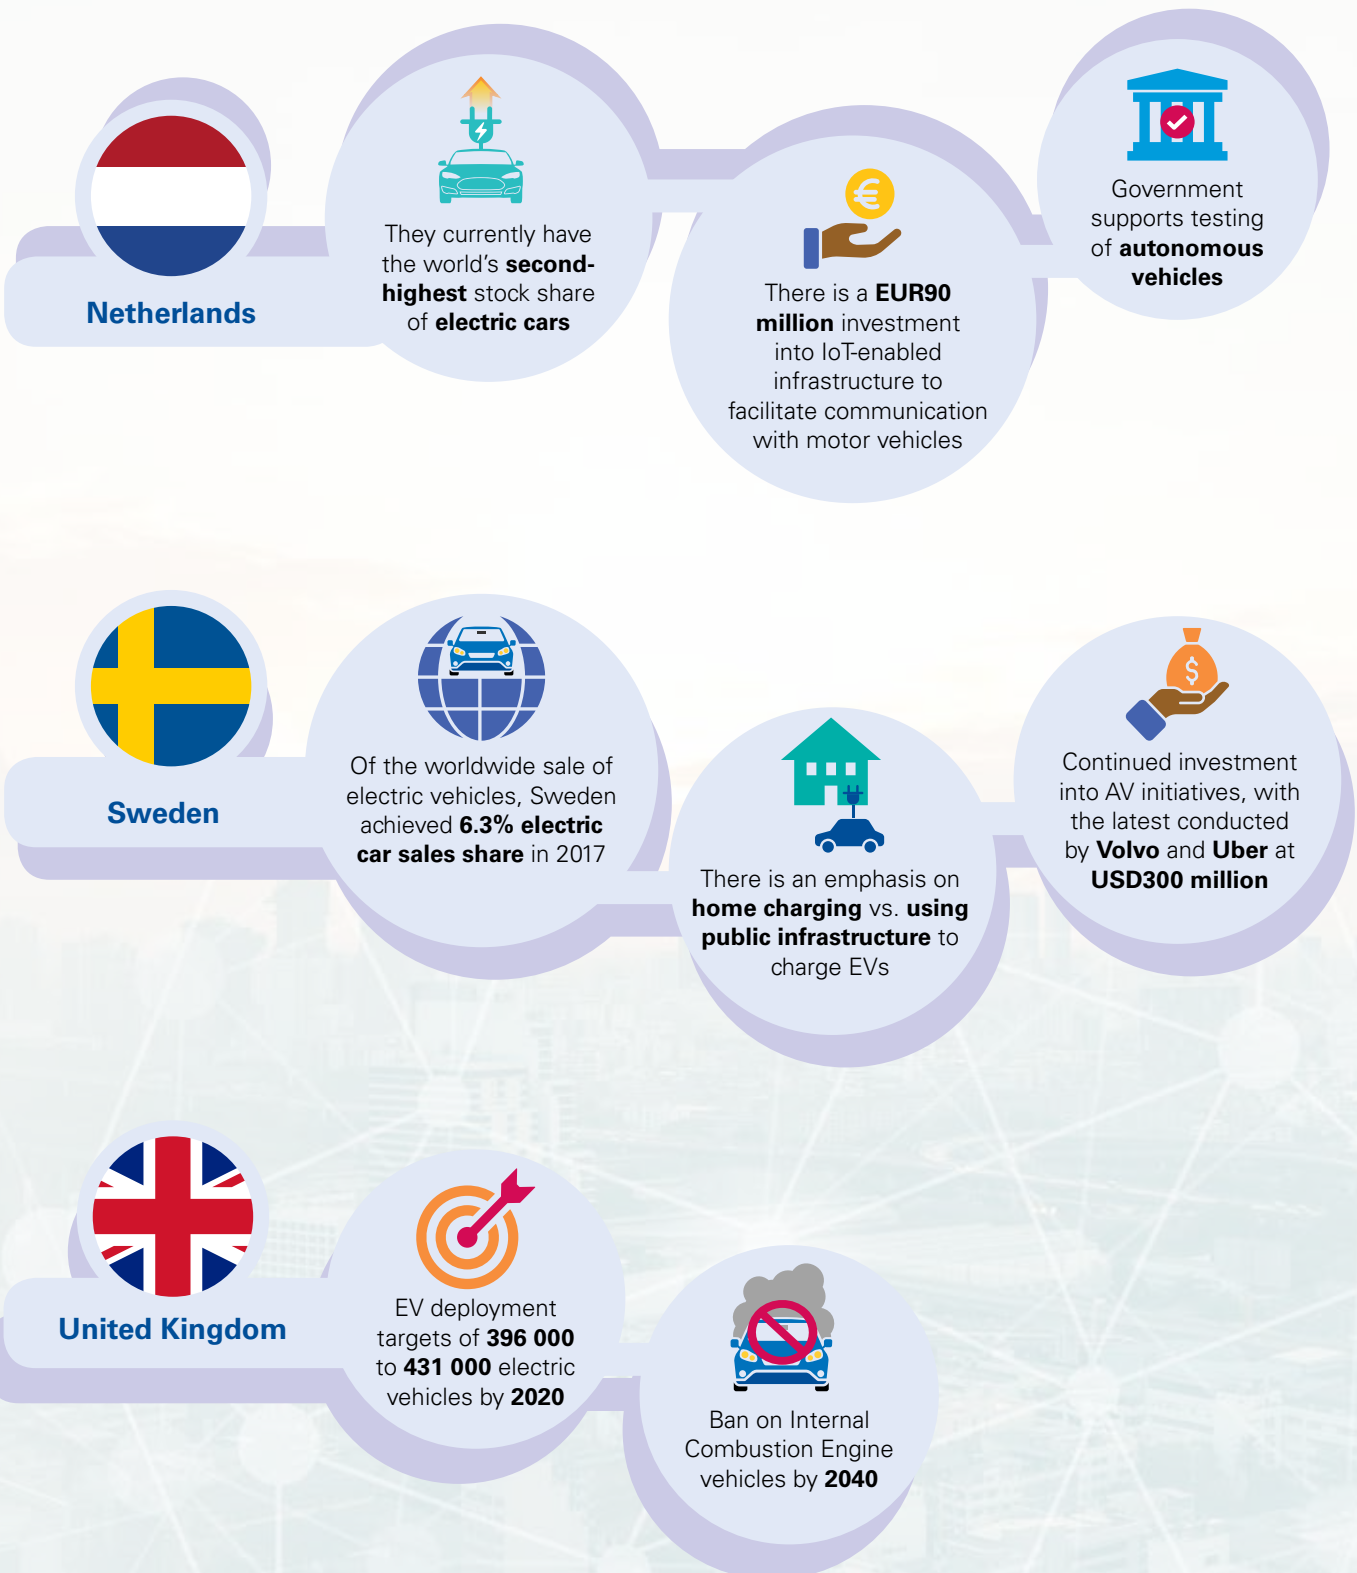 Netherlands
They currently have
the world's second-
highest stock share
of electric cars
There is a EUR90
million investment
into IoT-enabled
infrastructure to
facilitate communication
with motor vehicles
Government
supports testing
of autonomous
vehicles
Sweden
Of the worldwide sale of
electric vehicles, Sweden
achieved 6.3% electric
car sales share in 2017
There is an emphasis on
home charging vs. using
public infrastructure to
charge EVs
Continued investment
into AV initiatives, with
the latest conducted
by Volvo and Uber at
USD300 million
United Kingdom
EV deployment
targets of 396 000
to 431 000 electric
vehicles by 2020
Ban on Internal
Combustion Engine
vehicles by 2040